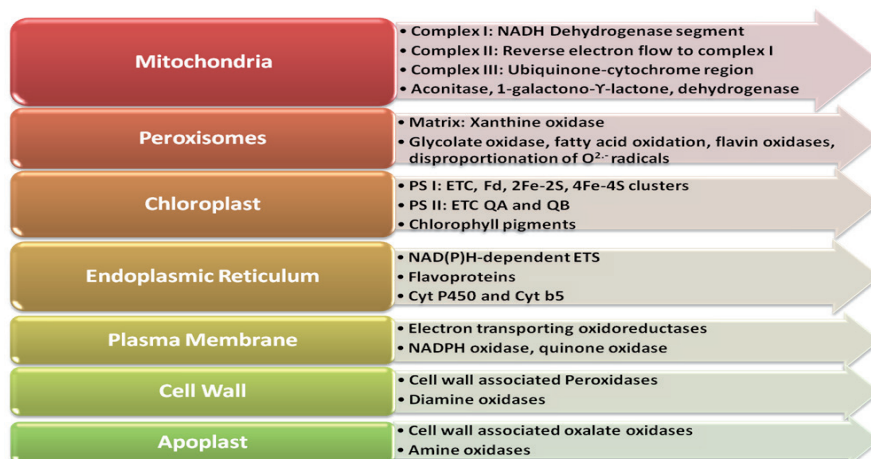 Mitochondria
• Complex I: NADH Dehydrogenase segment
• Complex II: Reverse electron flow to complex I
• Complex III: Ubiquinone-cytochrome region
• Aconitase, 1-galactono-ϒ-lactone, dehydrogenase
Peroxisomes
• Matrix: Xanthine oxidase
• Glycolate oxidase, fatty acid oxidation, flavin oxidases,
disproportionation of O²·⁻ radicals
Chloroplast
• PS I: ETC, Fd, 2Fe-2S, 4Fe-4S clusters
• PS II: ETC QA and QB
• Chlorophyll pigments
Endoplasmic Reticulum
• NAD(P)H-dependent ETS
• Flavoproteins
• Cyt P450 and Cyt b5
Plasma Membrane
• Electron transporting oxidoreductases
• NADPH oxidase, quinone oxidase
Cell Wall
• Cell wall associated Peroxidases
• Diamine oxidases
Apoplast
• Cell wall associated oxalate oxidases
• Amine oxidases